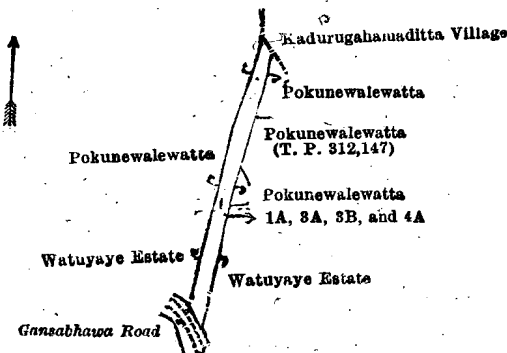 Kadurugahamaditta Village
Pokunewalewatta
Pokunewalewatta
(T. P. 312,147)
Pokunewalewatta
Pokunewalewatta
1A, 3A, 3B, and 4A
Watuyaye Estate
Watuyaye Estate
Gansabhawa Road